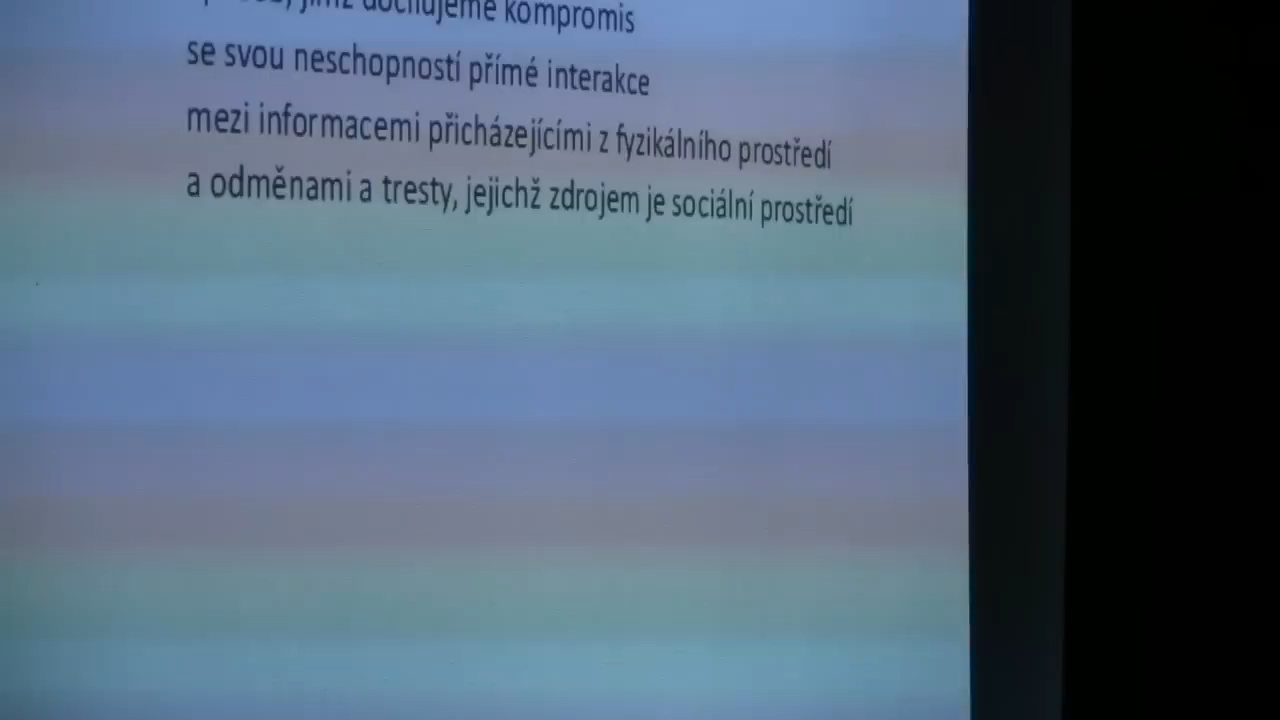 jímž docilujeme kompromis
se svou neschopností přímé interakce
mezi informacemi přicházejícími z fyzikálního prostředí
a odměnami a tresty, jejichž zdrojem je sociální prostředí